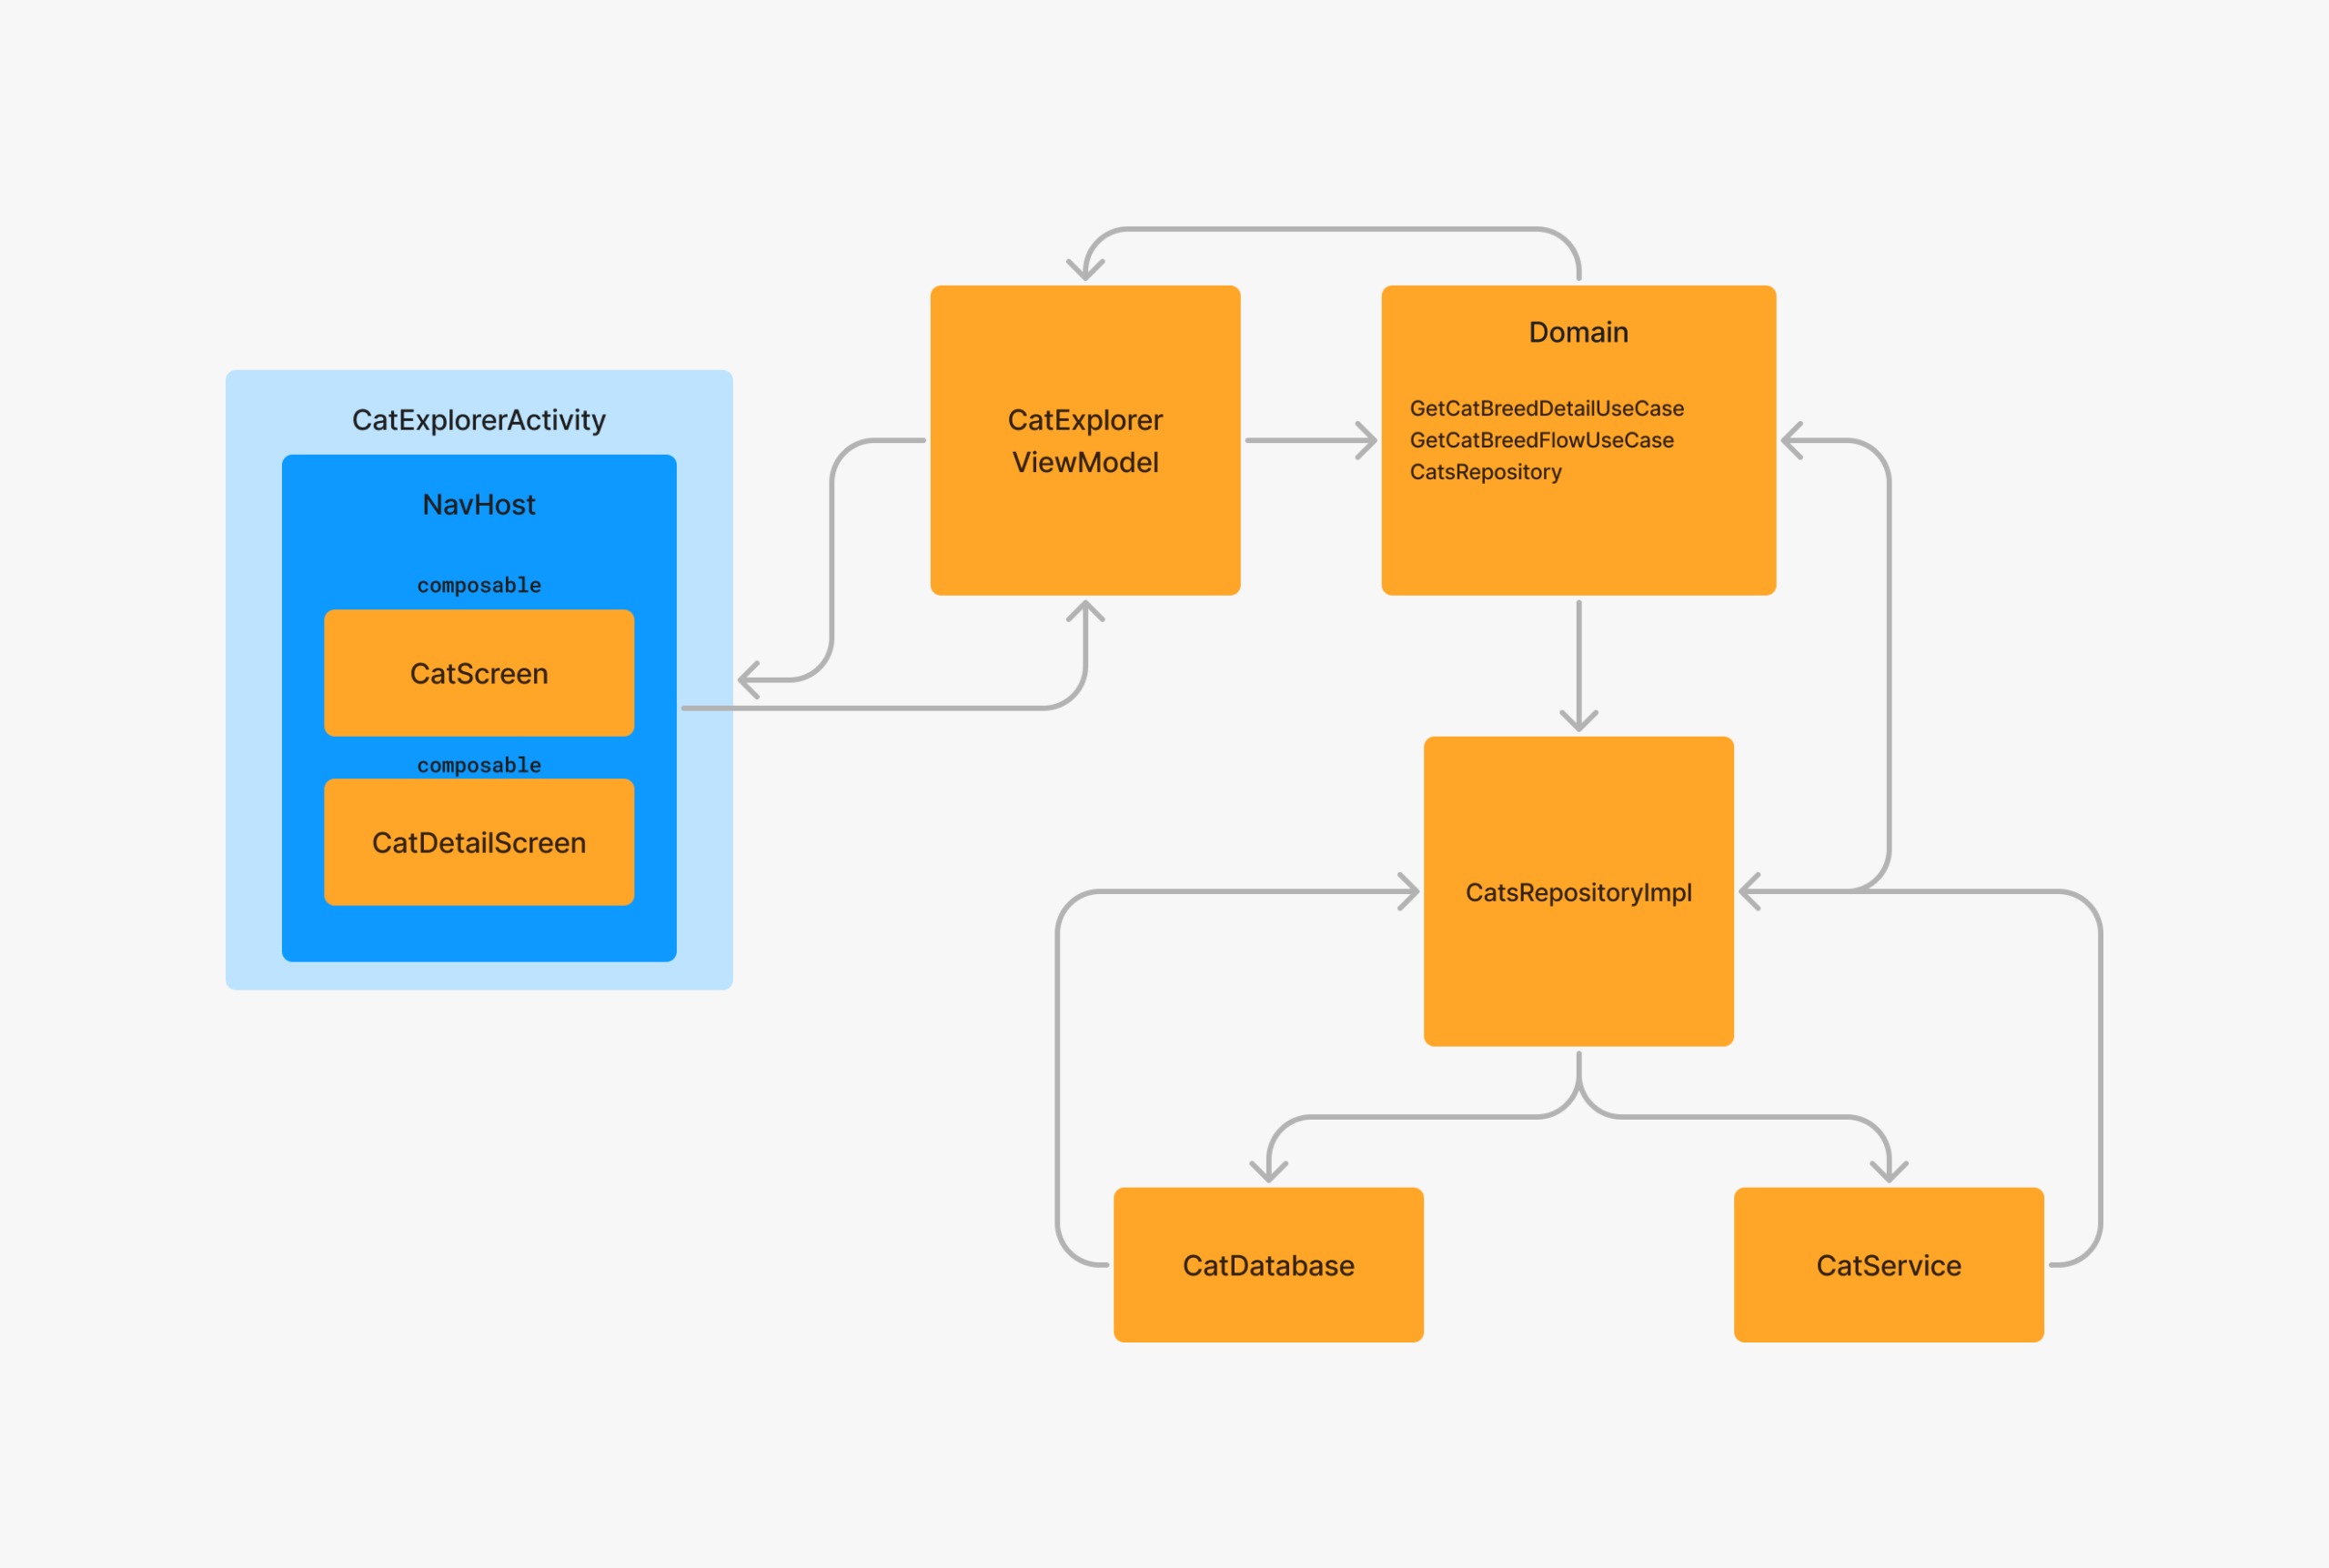 CatExplorerActivity
NavHost
composable
CatScreen
composable
CatDetailScreen
CatExplorer
ViewModel
Domain
GetCatBreedDetailUseCase
GetCatBreedFlowUseCase
CatsRepository
CatsRepositoryImpl
CatDatabase
CatService